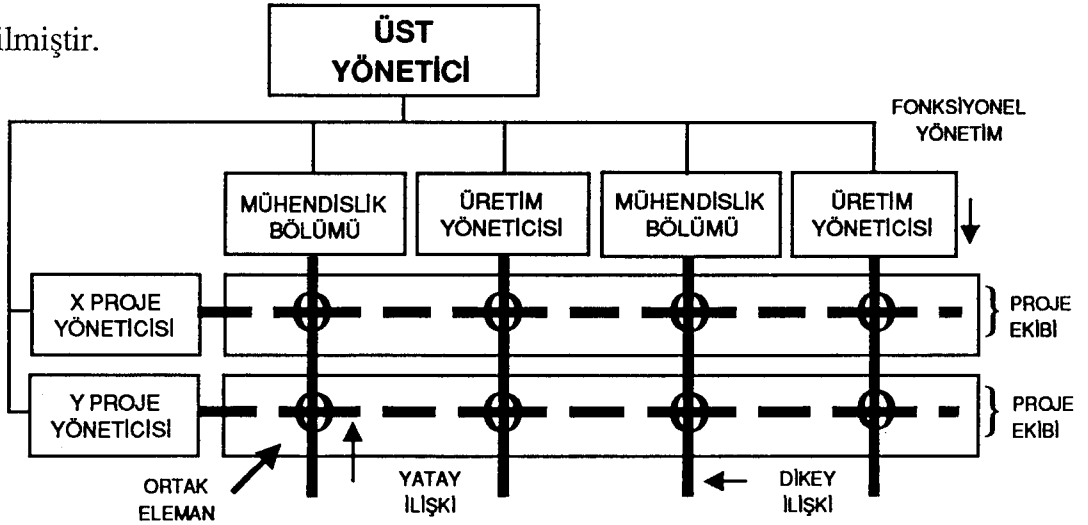 ilmiştir.
ÜST
YÖNETİCİ
FONKSİYONEL
YÖNETİM
MÜHENDİSLİK
BÖLÜMÜ
ÜRETİM
YÖNETİCİSİ
MÜHENDİSLİK
BÖLÜMÜ
ÜRETİM
YÖNETİCİSİ
X PROJE
YÖNETİCİSİ
PROJE
EKİBİ
Y PROJE
YÖNETİCİSİ
PROJE
EKİBİ
ORTAK
ELEMAN
YATAY
İLİŞKİ
DİKEY
İLİŞKİ